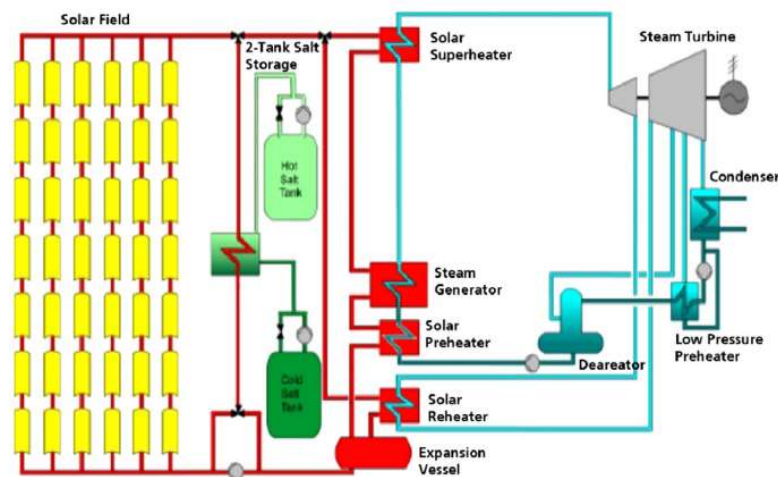 Solar Field
2-Tank Salt
Storage
Solar
Superheater
Steam Turbine
Hot
Salt
Tank
Condenser
Steam
Generator
Solar
Preheater
Low Pressure
Preheater
Deareator
Cold
Salt
Tank
Solar
Reheater
Expansion
Vessel